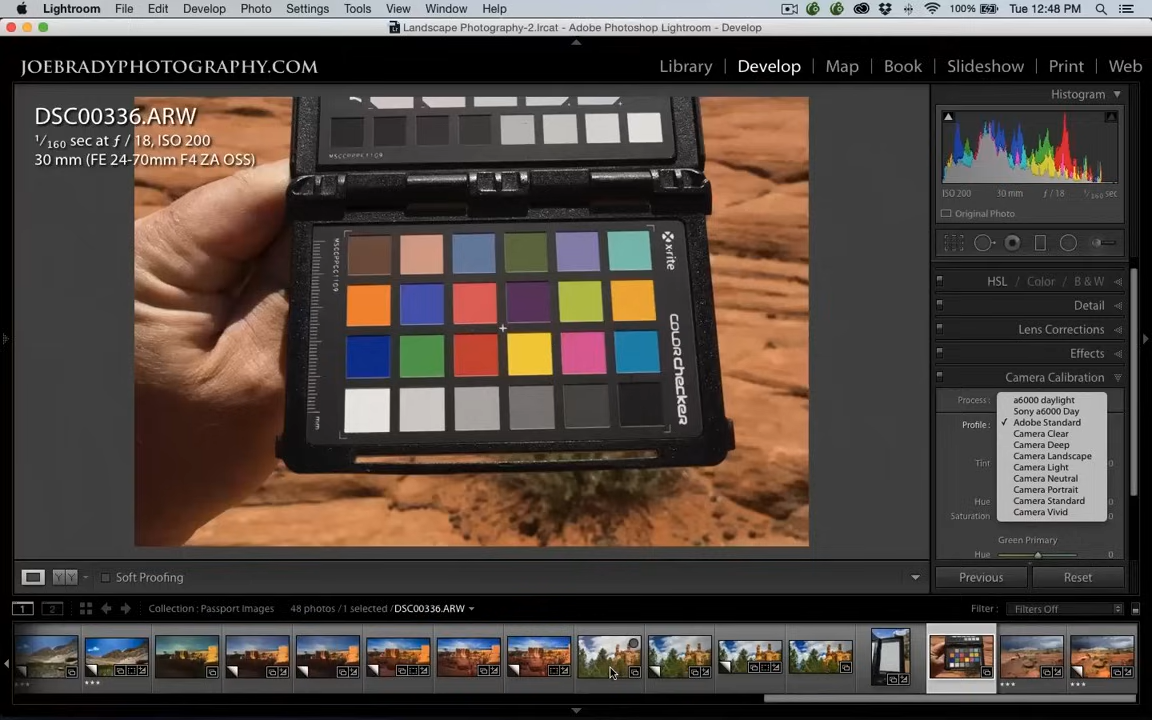 Lightroom File Edit Develop Photo Settings Tools View Window Help 100% Tue 12:48 PM
Landscape Photography-2.lrcat - Adobe Photoshop Lightroom - Develop
JOEBRADYPHOTOGRAPHY.COM
Library | Develop | Map | Book | Slideshow | Print | Web
Histogram
DSC00336.ARW
1/160 sec at ƒ / 18, ISO 200
30 mm (FE 24-70mm F4 ZA OSS)
ISO 200 30 mm ƒ / 18 1/160 sec
Original Photo
MSCCPPCC1109
x·rite
COLORCHECKER
mm
HSL / Color / B & W
Detail
Lens Corrections
Effects
Camera Calibration
Process :
Profile :
a6000 daylight
Sony a6000 Day
✓ Adobe Standard
Camera Clear
Camera Deep
Camera Landscape
Camera Light
Camera Neutral
Camera Portrait
Camera Standard
Camera Vivid
Tint 0
Hue 0
Saturation 0
Green Primary
Hue 0
Previous Reset
Y Y Soft Proofing
1 2 Collection : Passport Images 48 photos / 1 selected / DSC00336.ARW Filter : Filters Off